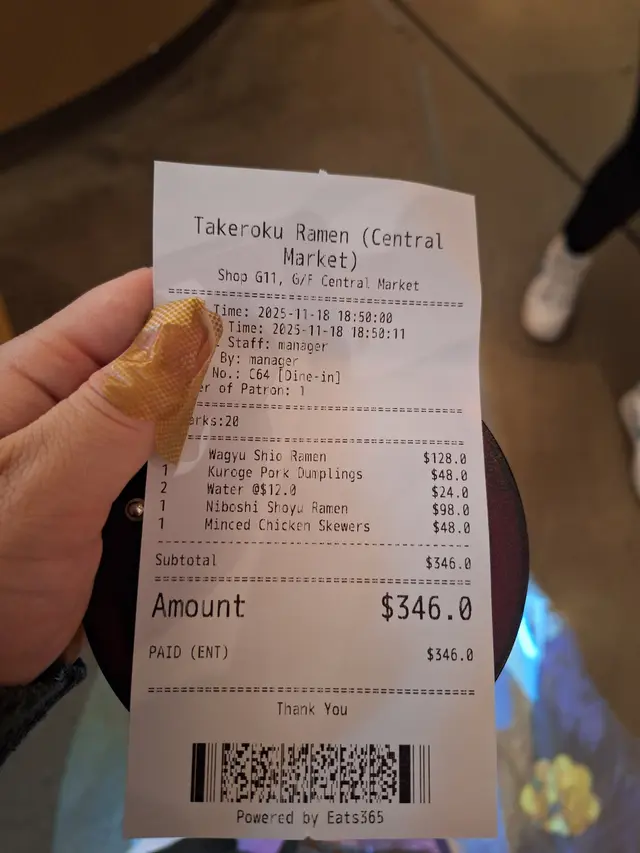 Takeroku Ramen (Central
Market)
Shop G11, G/F Central Market
Time: 2025-11-18 18:50:00
Time: 2025-11-18 18:50:11
Staff: manager
By: manager
No.: C64 [Dine-in]
er of Patron: 1
arks:20
Wagyu Shio Ramen $128.0
1 Kuroge Pork Dumplings $48.0
2 Water @$12.0 $24.0
1 Niboshi Shoyu Ramen $98.0
1 Minced Chicken Skewers $48.0
Subtotal $346.0
Amount $346.0
PAID (ENT) $346.0
Thank You
Powered by Eats365